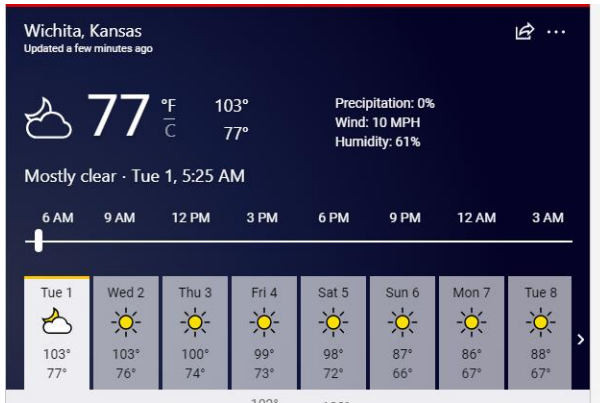 Wichita, Kansas
Updated a few minutes ago
77 °F 103° Precipitation: 0%
C 77° Wind: 10 MPH
Humidity: 61%
Mostly clear · Tue 1, 5:25 AM
6 AM 9 AM 12 PM 3 PM 6 PM 9 PM 12 AM 3 AM
Tue 1 Wed 2 Thu 3 Fri 4 Sat 5 Sun 6 Mon 7 Tue 8
103° 103° 100° 99° 98° 87° 86° 88°
77° 76° 74° 73° 72° 66° 67° 67°